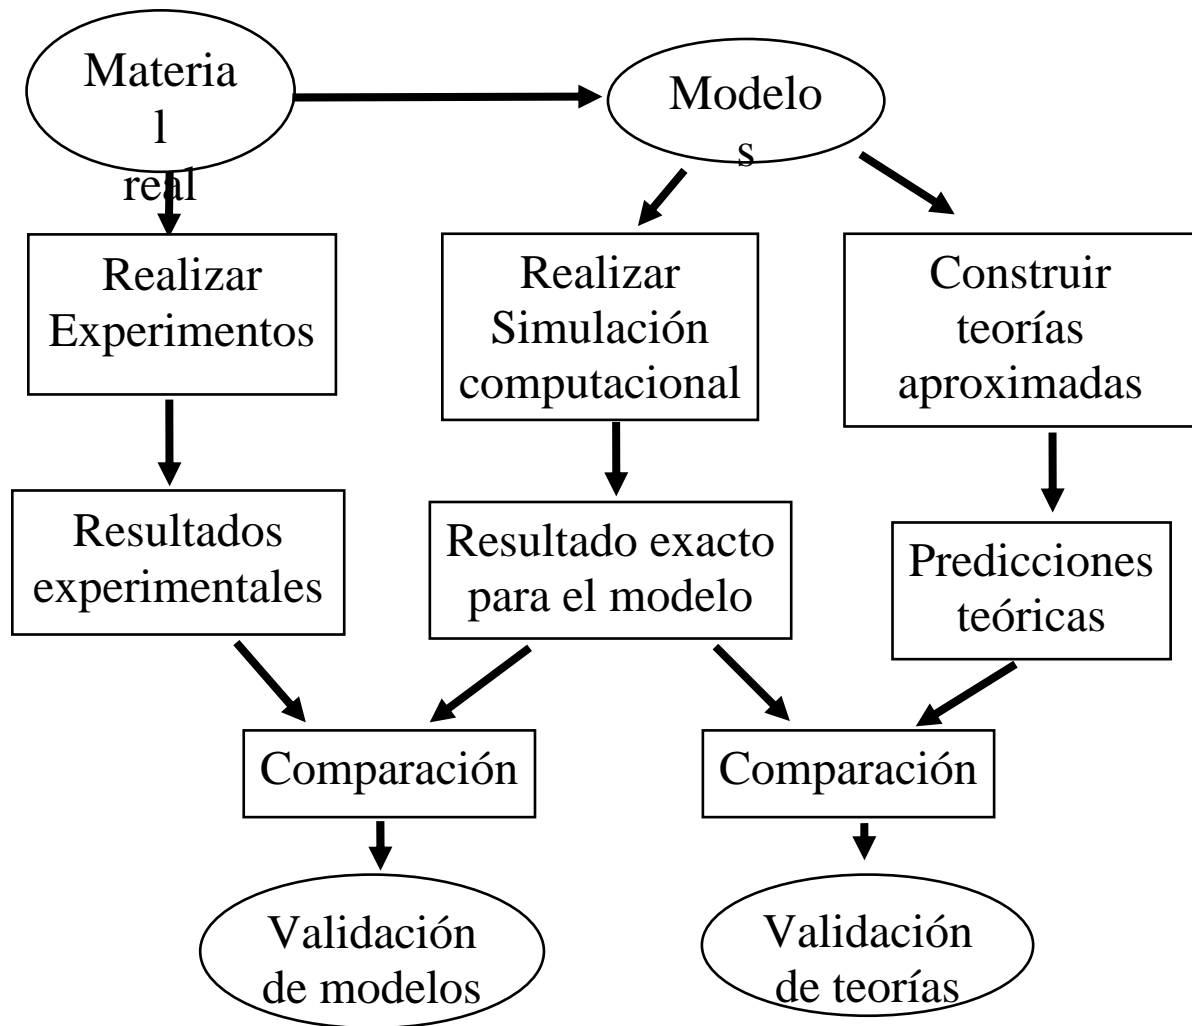 Materia
l
real
Modelo
s
Realizar
Experimentos
Realizar
Simulación
computacional
Construir
teorías
aproximadas
Resultados
experimentales
Resultado exacto
para el modelo
Predicciones
teóricas
Comparación
Comparación
Validación
de modelos
Validación
de teorías